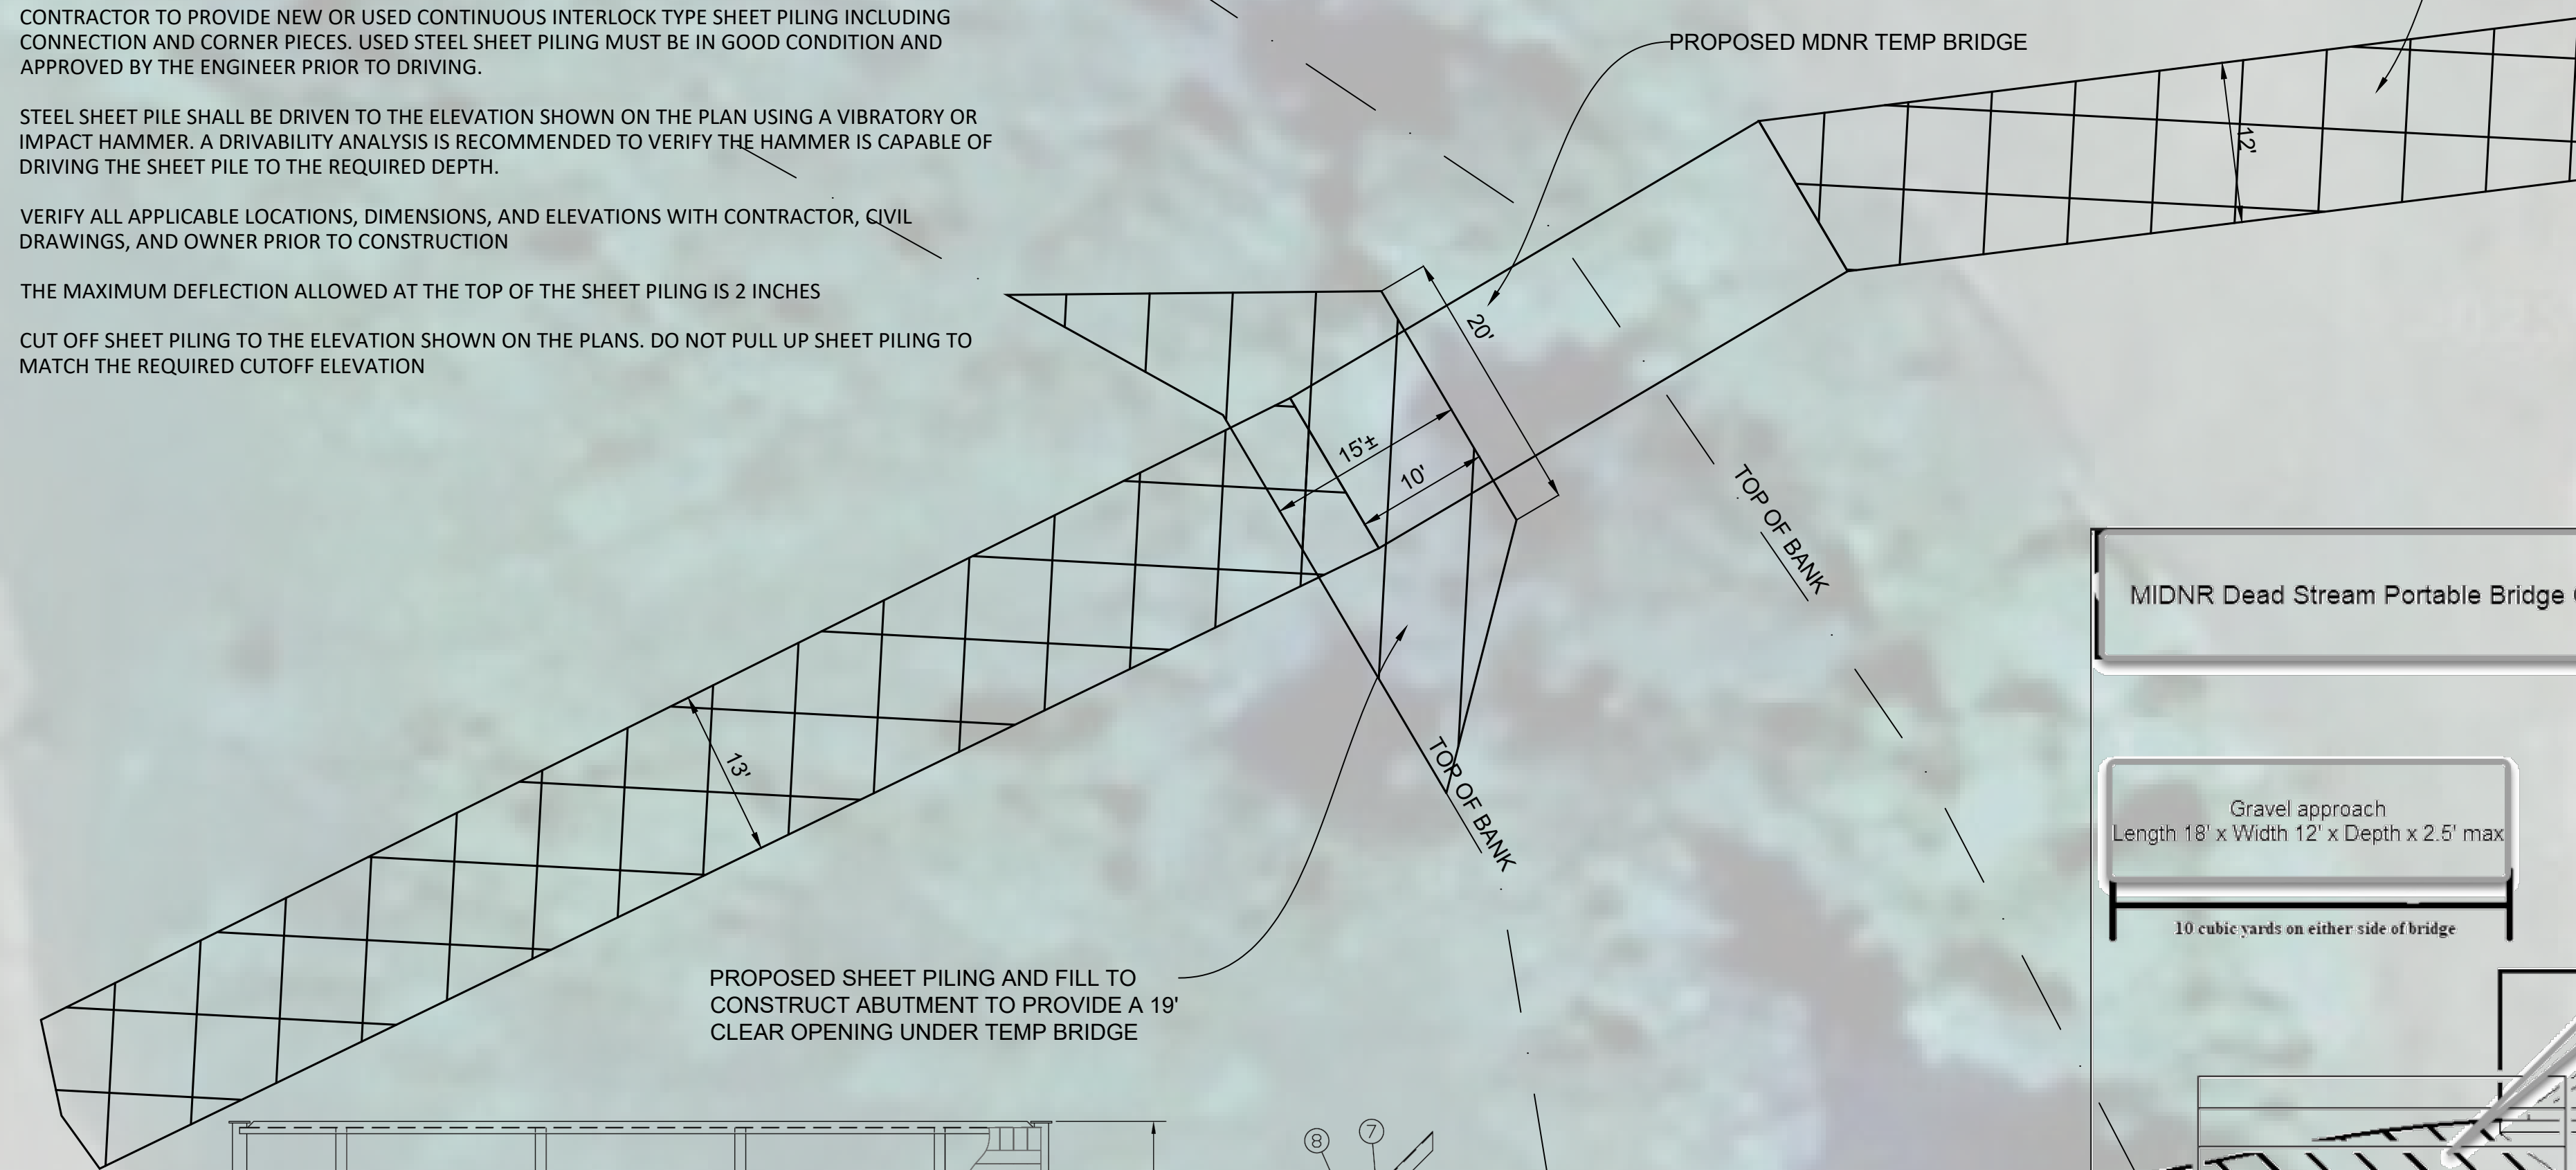 CONTRACTOR TO PROVIDE NEW OR USED CONTINUOUS INTERLOCK TYPE SHEET PILING INCLUDING
CONNECTION AND CORNER PIECES. USED STEEL SHEET PILING MUST BE IN GOOD CONDITION AND
APPROVED BY THE ENGINEER PRIOR TO DRIVING.
STEEL SHEET PILE SHALL BE DRIVEN TO THE ELEVATION SHOWN ON THE PLAN USING A VIBRATORY OR
IMPACT HAMMER. A DRIVABILITY ANALYSIS IS RECOMMENDED TO VERIFY THE HAMMER IS CAPABLE OF
DRIVING THE SHEET PILE TO THE REQUIRED DEPTH.
VERIFY ALL APPLICABLE LOCATIONS, DIMENSIONS, AND ELEVATIONS WITH CONTRACTOR, CIVIL
DRAWINGS, AND OWNER PRIOR TO CONSTRUCTION
THE MAXIMUM DEFLECTION ALLOWED AT THE TOP OF THE SHEET PILING IS 2 INCHES
CUT OFF SHEET PILING TO THE ELEVATION SHOWN ON THE PLANS. DO NOT PULL UP SHEET PILING TO
MATCH THE REQUIRED CUTOFF ELEVATION
PROPOSED MDNR TEMP BRIDGE
12'
20'
15'±
10'
13'
TOP OF BANK
TOP OF BANK
PROPOSED SHEET PILING AND FILL TO
CONSTRUCT ABUTMENT TO PROVIDE A 19'
CLEAR OPENING UNDER TEMP BRIDGE
MIDNR Dead Stream Portable Bridge
Gravel approach
Length 18' x Width 12' x Depth x 2.5' max
10 cubic yards on either side of bridge
8
7